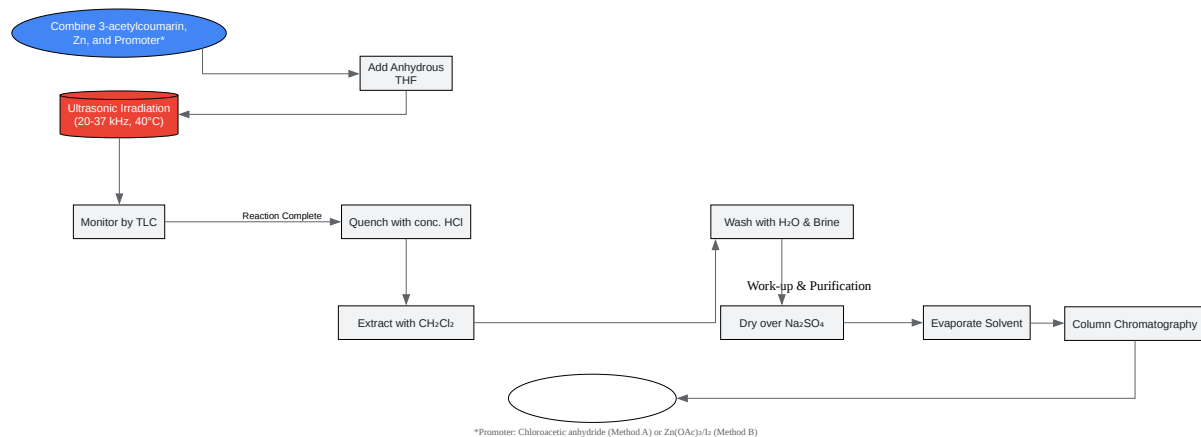 Combine 3-acetylcoumarin,
Zn, and Promoter*
Add Anhydrous
THF
Ultrasonic Irradiation
(20-37 kHz, 40°C)
Monitor by TLC
Reaction Complete
Quench with conc. HCl
Extract with CH₂Cl₂
Wash with H₂O & Brine
Work-up & Purification
Dry over Na₂SO₄
Evaporate Solvent
Column Chromatography
*Promoter: Chloroacetic anhydride (Method A) or Zn(OAc)₂/I₂ (Method B)